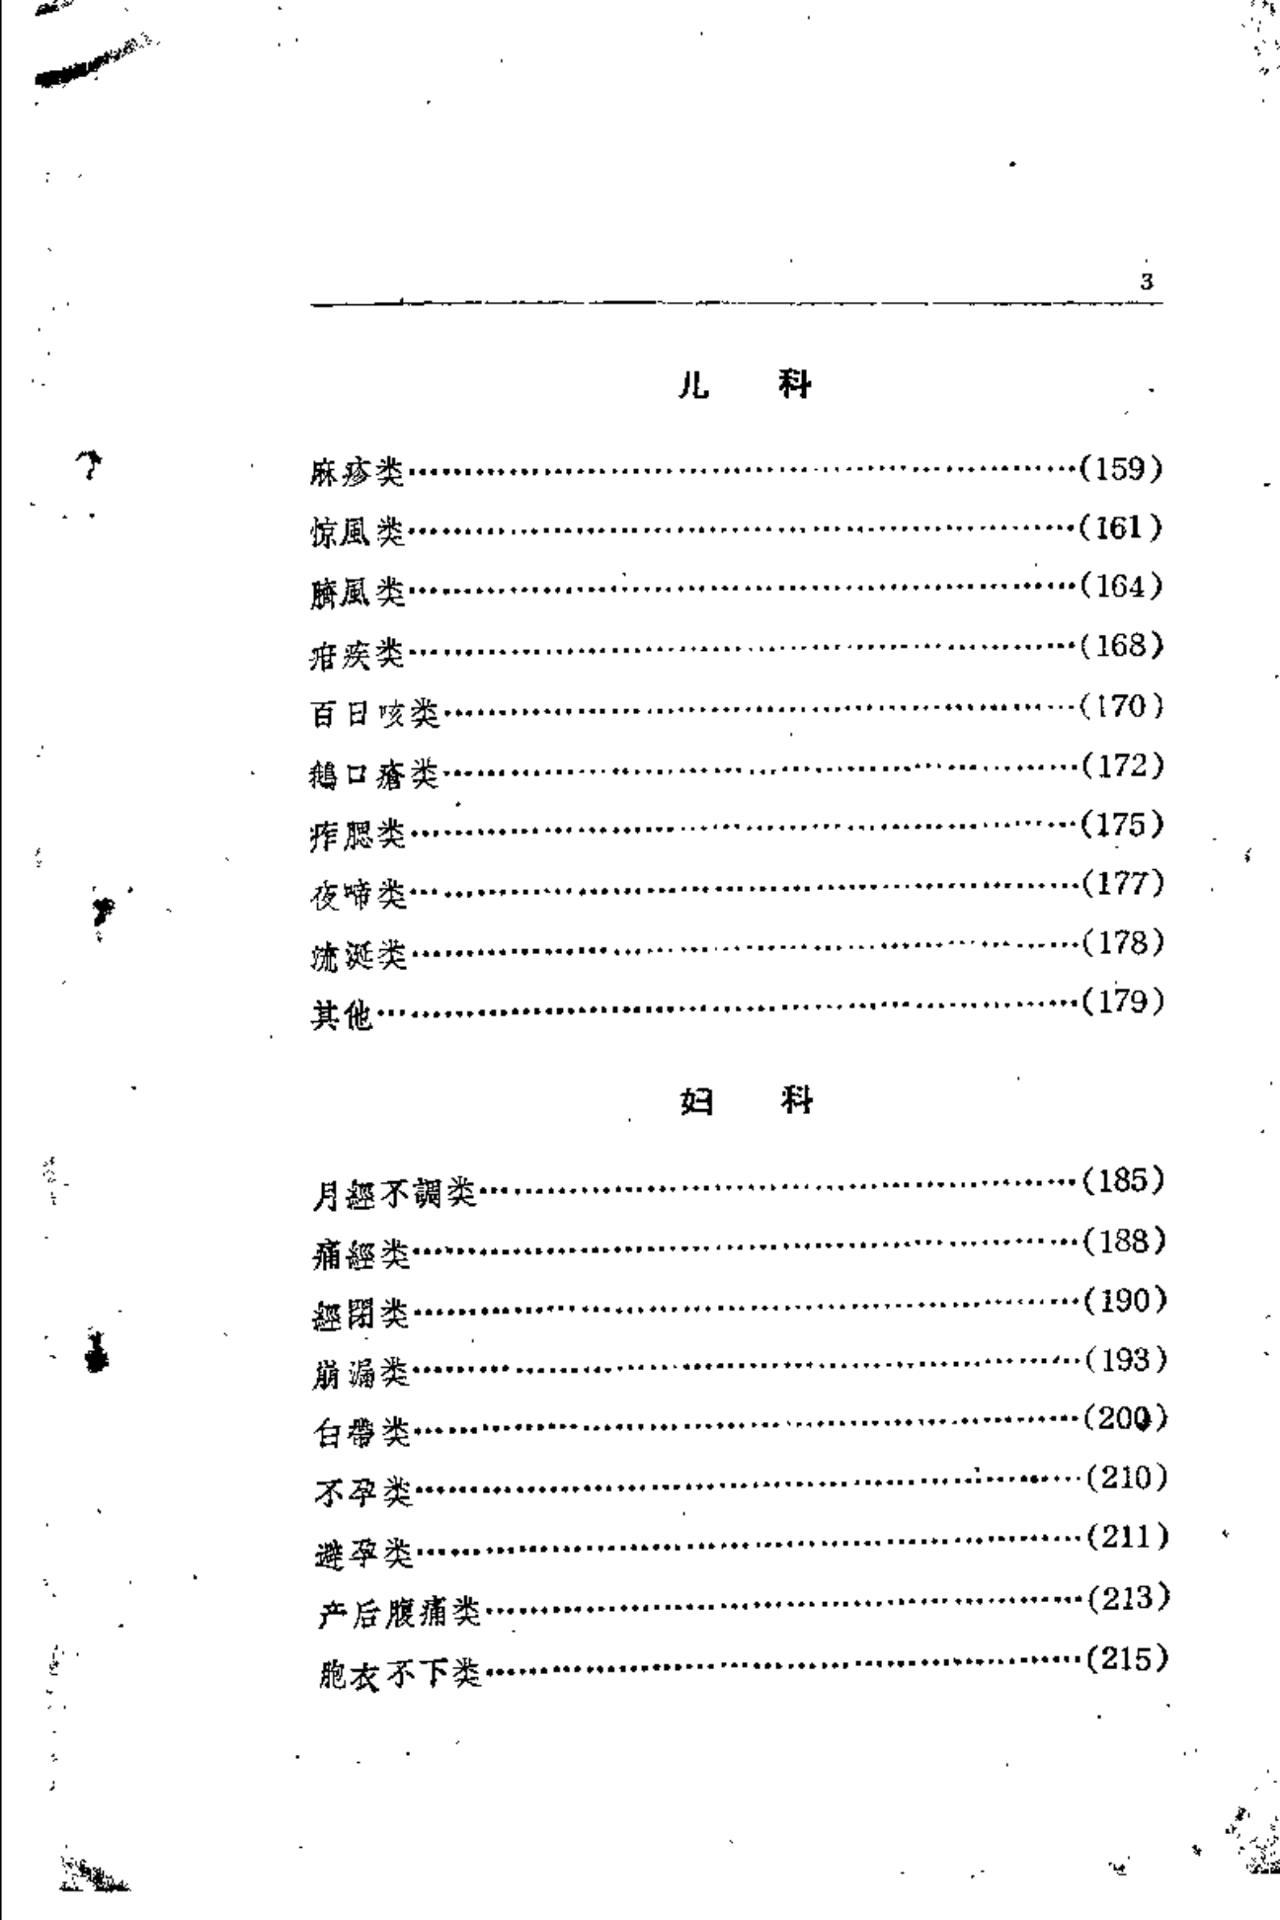 3
儿　科
麻疹类……(159)
惊風类……(161)
臍風类……(164)
疳疾类……(168)
百日咳类……(170)
鵝口瘡类……(172)
痄腮类……(175)
夜啼类……(177)
流涎类……(178)
其他……(179)
妇　科
月經不調类……(185)
痛經类……(188)
經閉类……(190)
崩漏类……(193)
白帶类……(200)
不孕类……(210)
避孕类……(211)
产后腹痛类……(213)
胞衣不下类……(215)